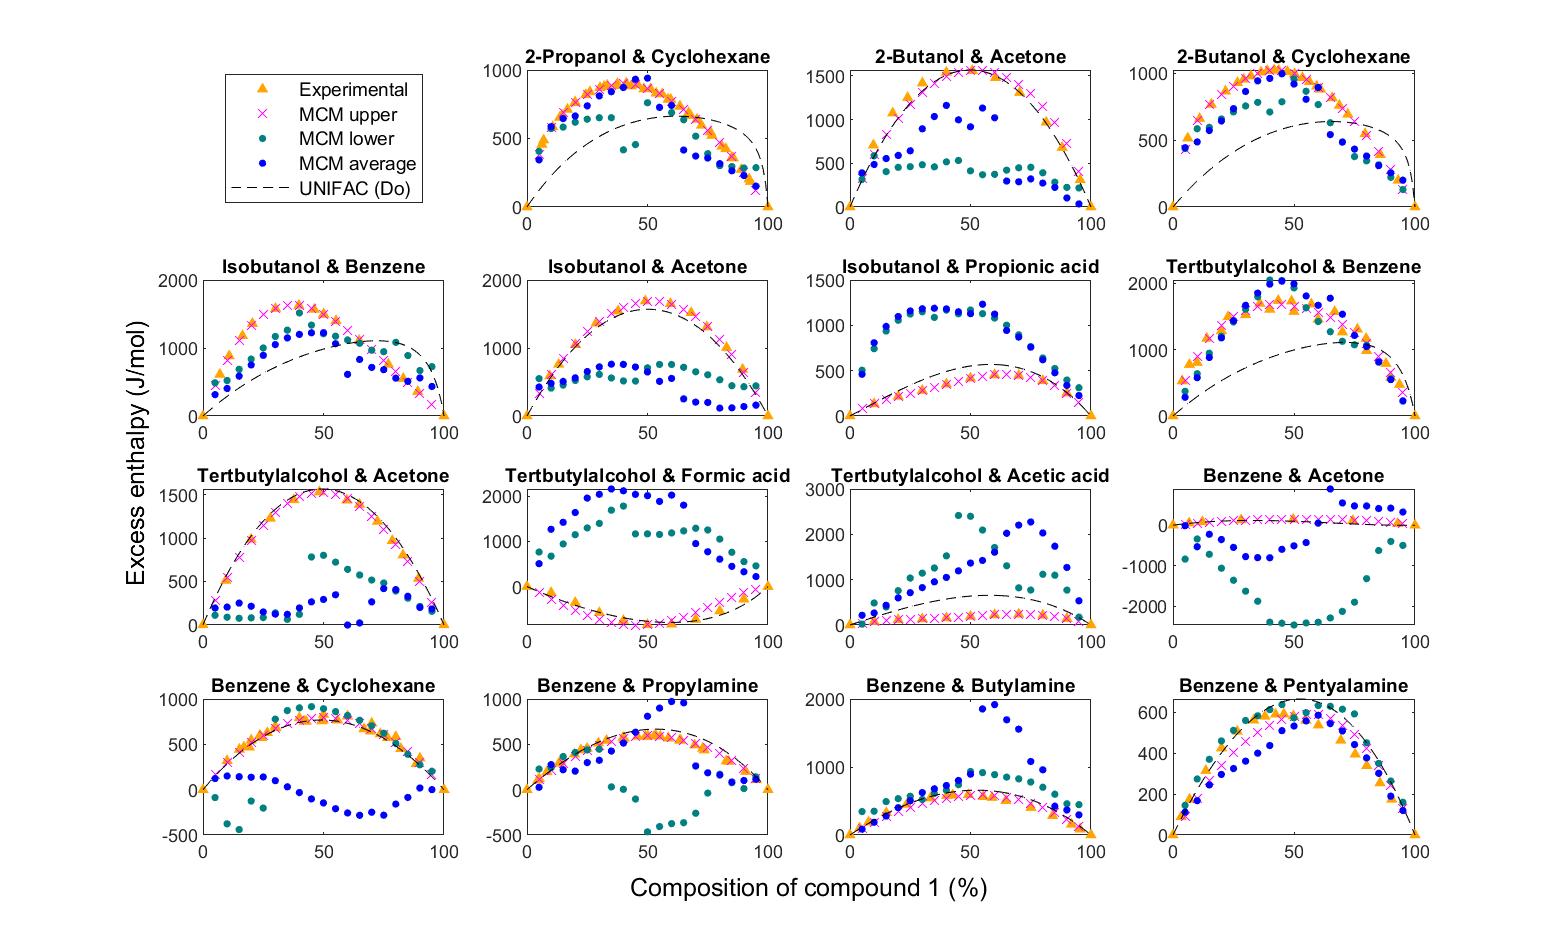 Experimental
MCM upper
MCM lower
MCM average
UNIFAC (Do)
2-Propanol & Cyclohexane
1000
500
0
0 50 100
2-Butanol & Acetone
1500
1000
500
0
0 50 100
2-Butanol & Cyclohexane
1000
500
0
0 50 100
Isobutanol & Benzene
2000
1000
0
0 50 100
Isobutanol & Acetone
2000
1500
1000
500
0
0 50 100
Isobutanol & Propionic acid
1500
1000
500
0
0 50 100
Tertbutylalcohol & Benzene
2000
1000
0
0 50 100
Tertbutylalcohol & Acetone
1500
1000
500
0
0 50 100
Tertbutylalcohol & Formic acid
2000
1000
0
0 50 100
Tertbutylalcohol & Acetic acid
3000
2000
1000
0
0 50 100
Benzene & Acetone
0
-1000
-2000
0 50 100
Benzene & Cyclohexane
1000
500
0
-500
0 50 100
Benzene & Propylamine
1000
500
0
-500
0 50 100
Benzene & Butylamine
2000
1000
0
0 50 100
Benzene & Pentyalamine
600
400
200
0
0 50 100
Excess enthalpy (J/mol)
Composition of compound 1 (%)